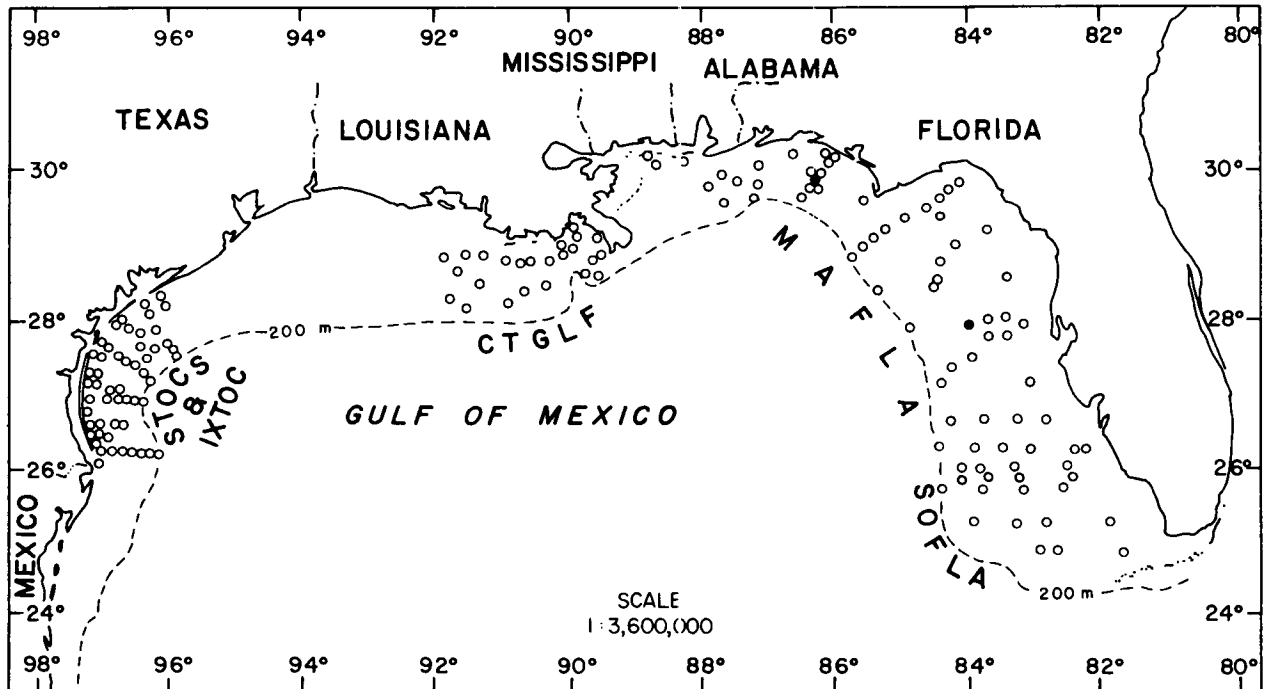 98° 96° 94° 92° 90° 88° 86° 84° 82° 80°
MISSISSIPPI
ALABAMA
TEXAS
LOUISIANA
FLORIDA
30°
30°
MAFLA
28°
200 m
CTGLF
28°
STOCS
&
IXTOC
GULF OF MEXICO
26°
26°
SOFLA
MEXICO
SCALE
1:3,600,000
200 m
24°
24°
98° 96° 94° 92° 90° 88° 86° 84° 82° 80°